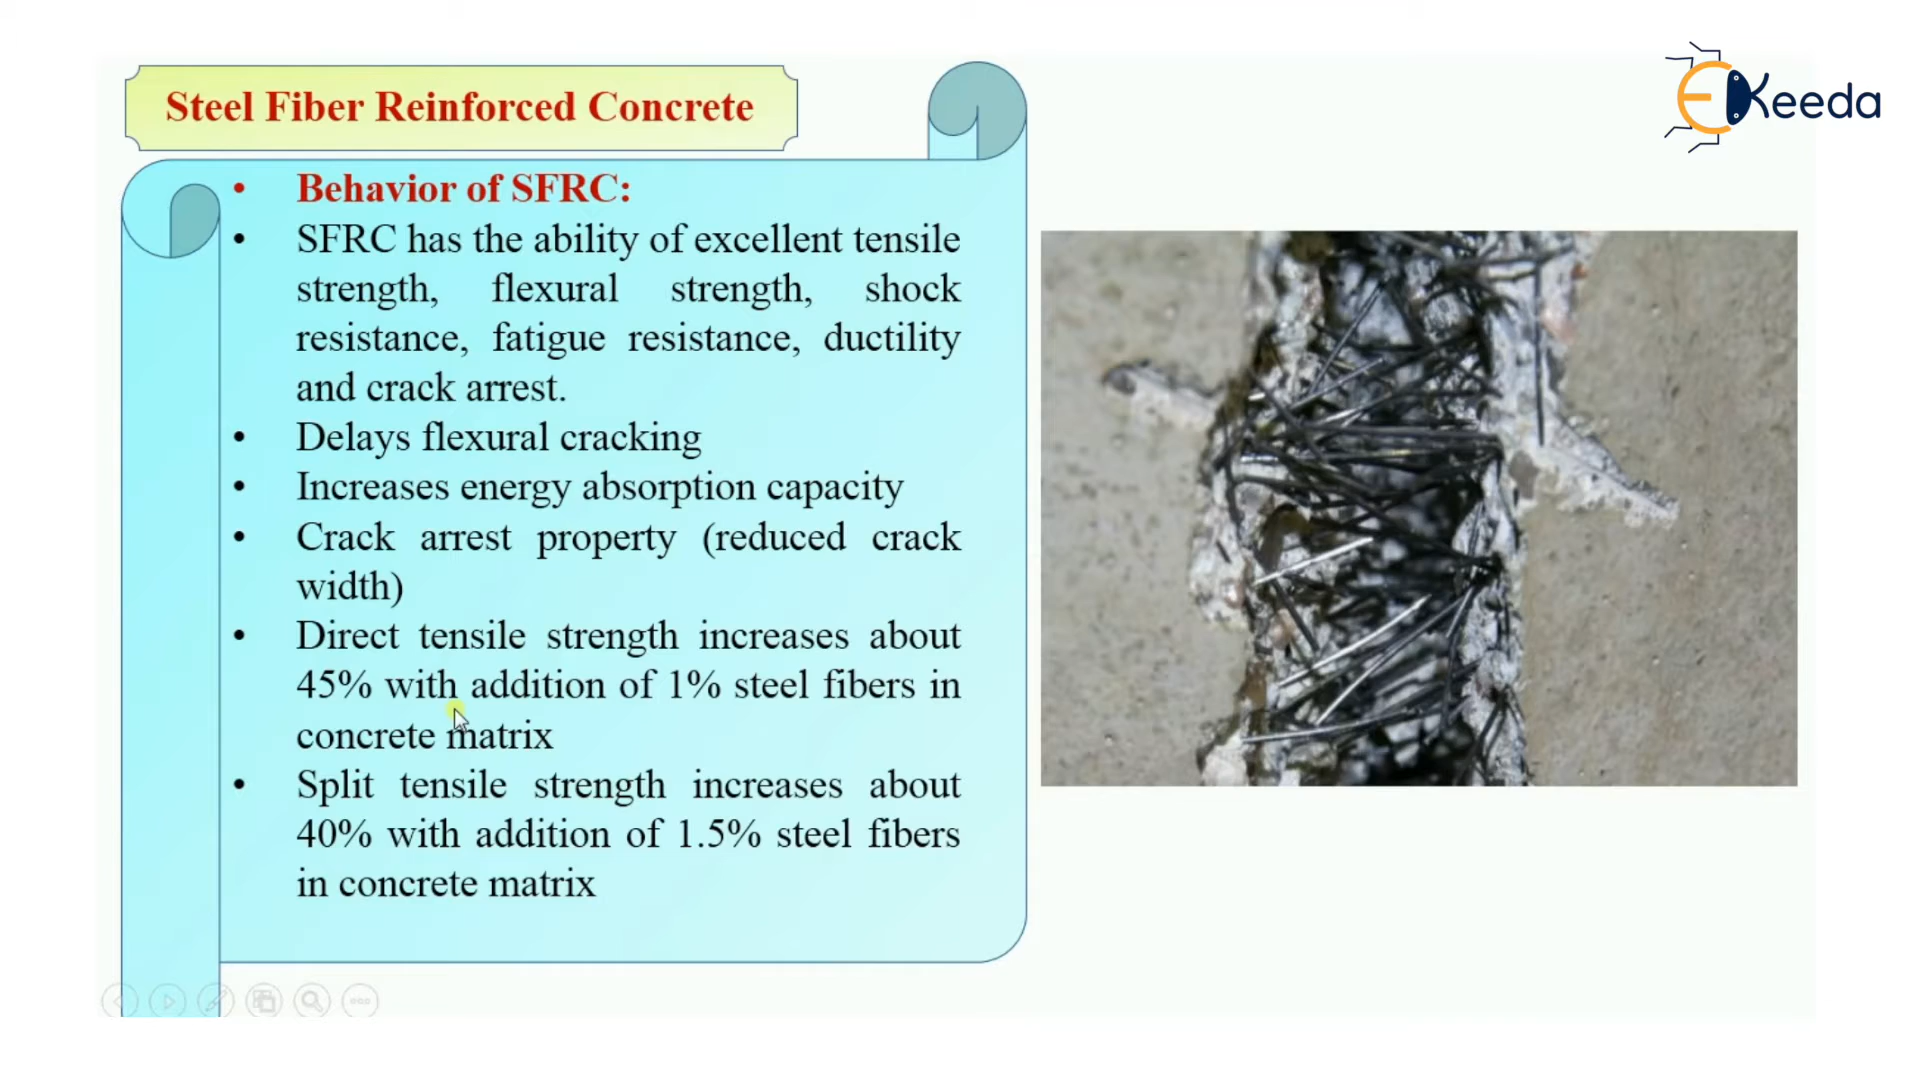 Steel Fiber Reinforced Concrete
EKeeda
• Behavior of SFRC:
• SFRC has the ability of excellent tensile
strength, flexural strength, shock
resistance, fatigue resistance, ductility
and crack arrest.
• Delays flexural cracking
• Increases energy absorption capacity
• Crack arrest property (reduced crack
width)
• Direct tensile strength increases about
45% with addition of 1% steel fibers in
concrete matrix
• Split tensile strength increases about
40% with addition of 1.5% steel fibers
in concrete matrix